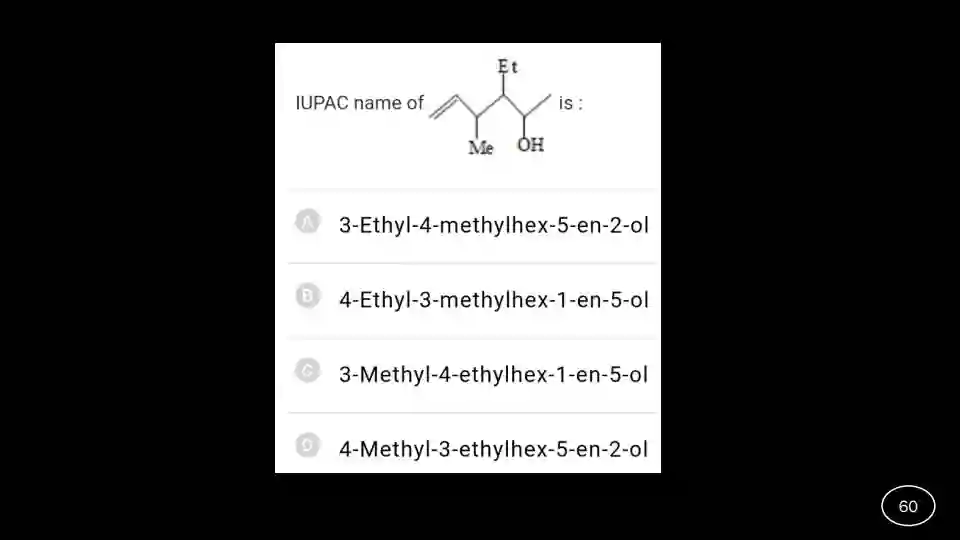 Et
IUPAC name of is :
Me OH
A 3-Ethyl-4-methylhex-5-en-2-ol
B 4-Ethyl-3-methylhex-1-en-5-ol
C 3-Methyl-4-ethylhex-1-en-5-ol
D 4-Methyl-3-ethylhex-5-en-2-ol
60